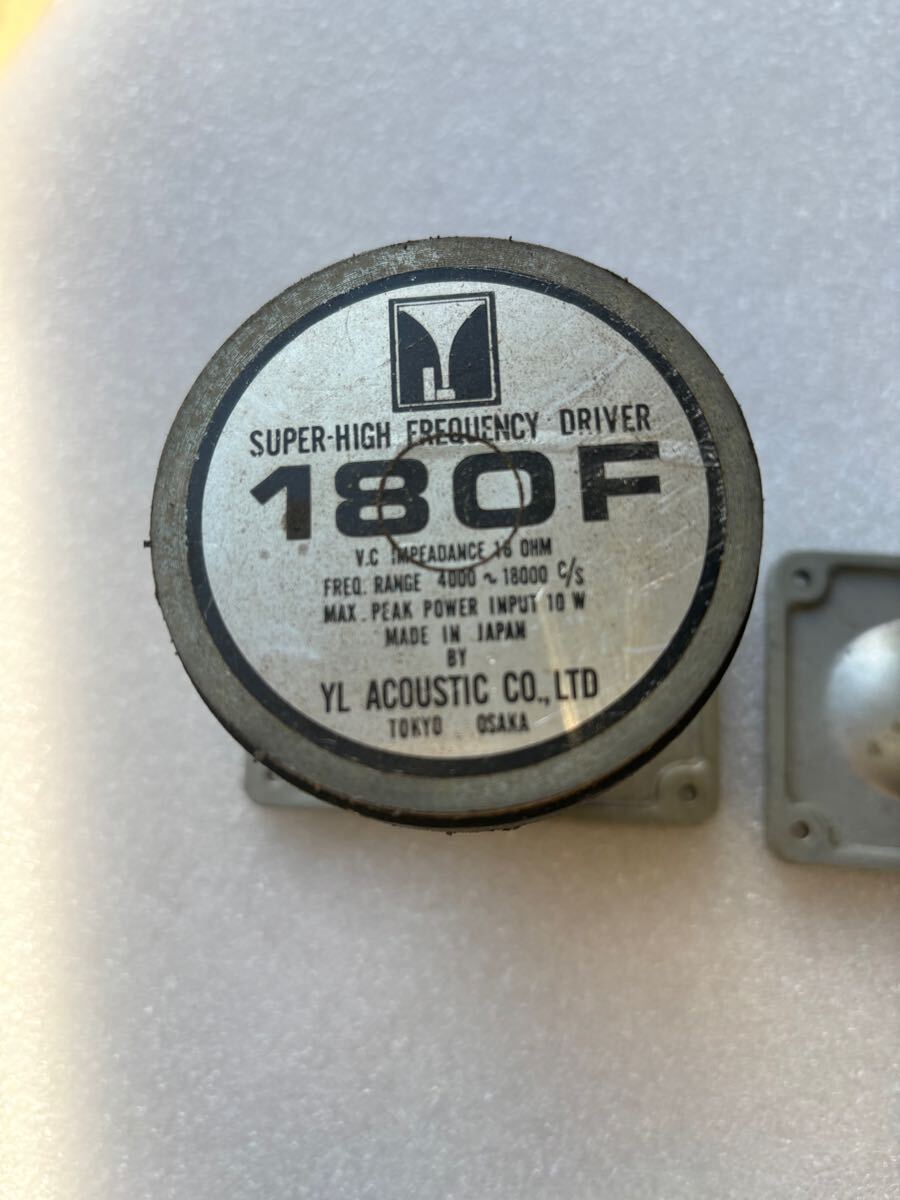 YL
SUPER-HIGH FREQUENCY DRIVER
180F
V.C IMPEADANCE 16 OHM
FREQ. RANGE 4000 ~ 18000 C/S
MAX. PEAK POWER INPUT 10 W
MADE IN JAPAN
BY
YL ACOUSTIC CO., LTD
TOKYO OSAKA